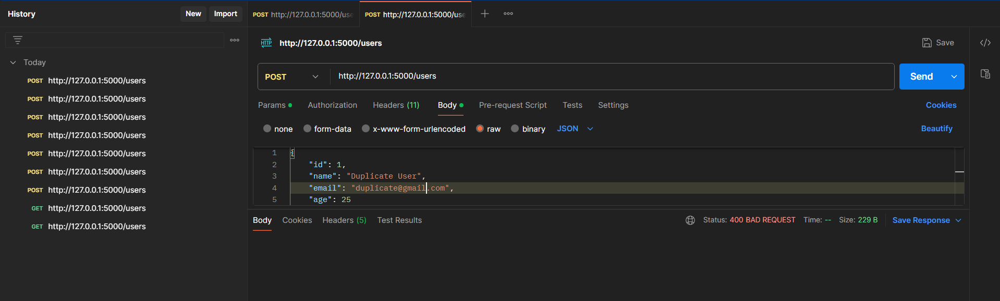 History
New
Import
POST http://127.0.0.1:5000/use
POST http://127.0.0.1:5000/use
HTTP http://127.0.0.1:5000/users
Save
Today
POST http://127.0.0.1:5000/users
POST http://127.0.0.1:5000/users
POST http://127.0.0.1:5000/users
POST http://127.0.0.1:5000/users
POST http://127.0.0.1:5000/users
POST http://127.0.0.1:5000/users
POST http://127.0.0.1:5000/users
GET http://127.0.0.1:5000/users
GET http://127.0.0.1:5000/users
POST http://127.0.0.1:5000/users
Send
Params Authorization Headers (11) Body Pre-request Script Tests Settings Cookies
none form-data x-www-form-urlencoded raw binary JSON Beautify
1 {
2 "id": 1,
3 "name": "Duplicate User",
4 "email": "duplicate@gmail.com",
5 "age": 25
Body Cookies Headers (5) Test Results
Status: 400 BAD REQUEST Time: -- Size: 229 B Save Response